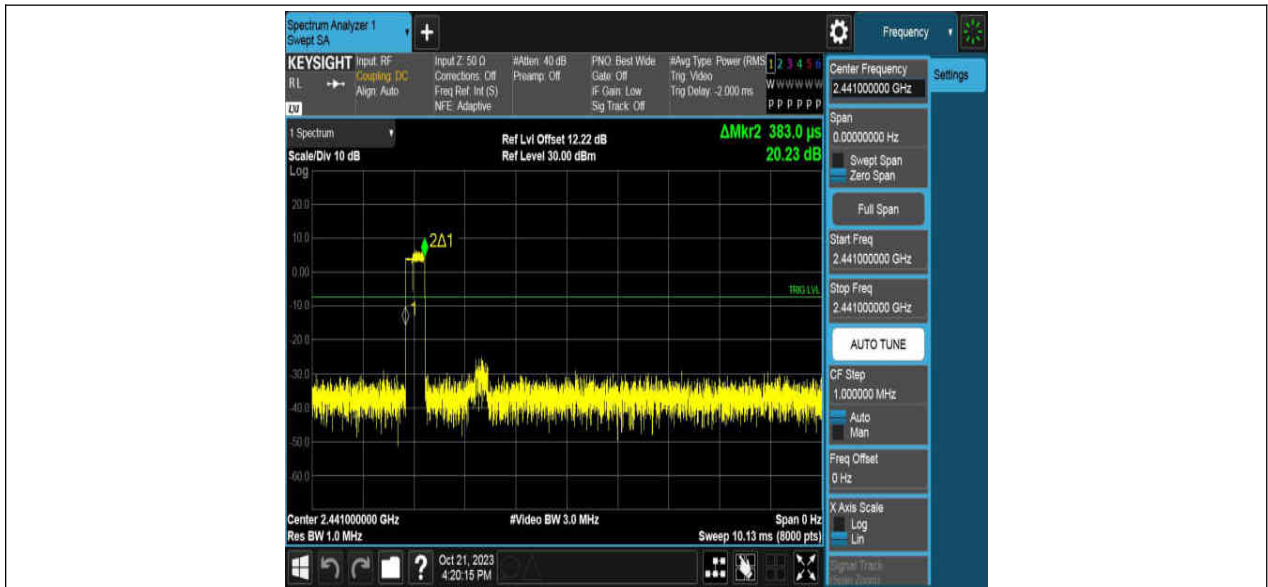 Spectrum Analyzer 1
Swept SA
+
Frequency
KEYSIGHT
RL
LXI
Input: RF
Coupling: DC
Align: Auto
Input Z: 50 Ω
Corrections: Off
Freq Ref: Int (S)
NFE: Adaptive
#Atten: 40 dB
Preamp: Off
PNO: Best Wide
Gate: Off
IF Gain: Low
Sig Track: Off
#Avg Type: Power (RMS
Trig: Video
Trig Delay: -2.000 ms
1 2 3 4 5 6
W W W W W W
P P P P P P
1 Spectrum
Scale/Div 10 dB
Log
Ref Lvl Offset 12.22 dB
Ref Level 30.00 dBm
ΔMkr2 383.0 µs
20.23 dB
20.0
10.0
0.00
-10.0
-20.0
-30.0
-40.0
-50.0
-60.0
2Δ1
1
TRIG LVL
Center 2.441000000 GHz
Res BW 1.0 MHz
#Video BW 3.0 MHz
Span 0 Hz
Sweep 10.13 ms (8000 pts)
?
Oct 21, 2023
4:20:15 PM
Center Frequency
2.441000000 GHz
Settings
Span
0.00000000 Hz
Swept Span
Zero Span
Full Span
Start Freq
2.441000000 GHz
Stop Freq
2.441000000 GHz
AUTO TUNE
CF Step
1.000000 MHz
Auto
Man
Freq Offset
0 Hz
X Axis Scale
Log
Lin
Signal Track
(Span Zoom)